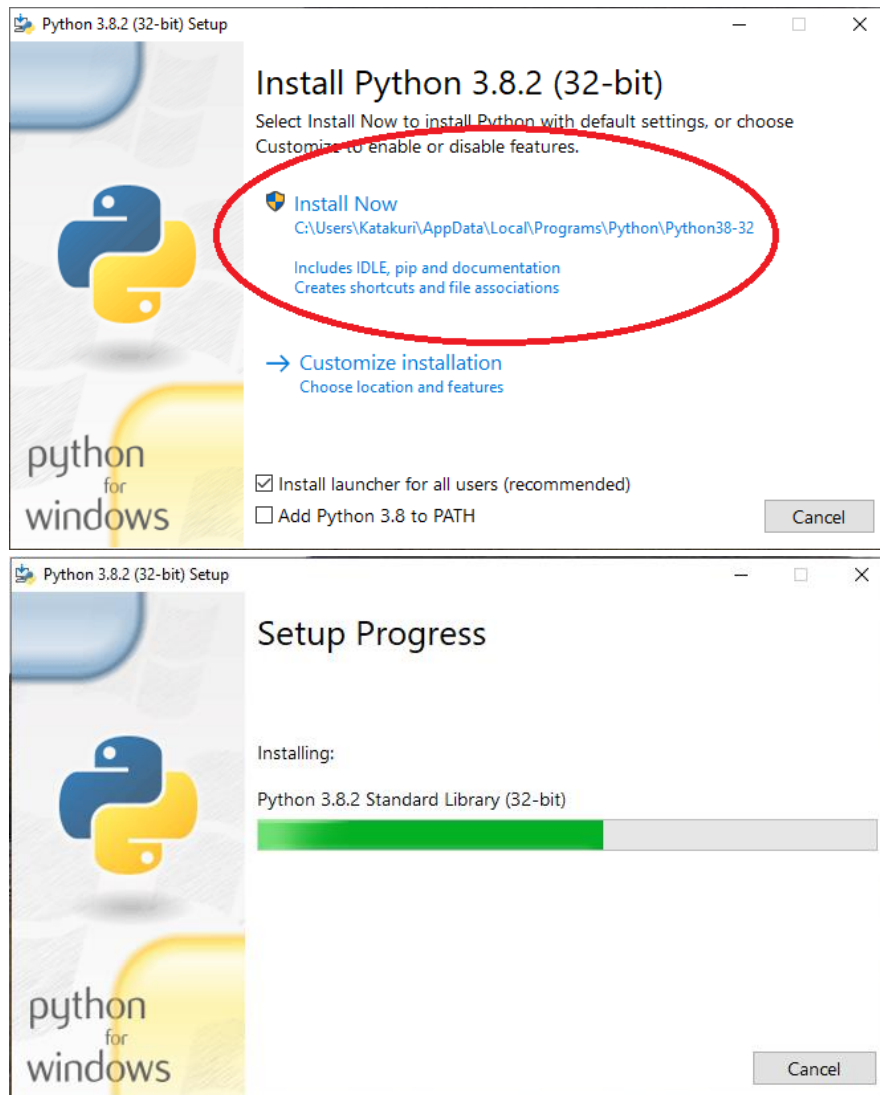 Python 3.8.2 (32-bit) Setup
Install Python 3.8.2 (32-bit)
Select Install Now to install Python with default settings, or choose
Customize to enable or disable features.
Install Now
C:\Users\Katakuri\AppData\Local\Programs\Python\Python38-32
Includes IDLE, pip and documentation
Creates shortcuts and file associations
Customize installation
Choose location and features
python
for
windows
Install launcher for all users (recommended)
Add Python 3.8 to PATH
Cancel
Python 3.8.2 (32-bit) Setup
Setup Progress
Installing:
Python 3.8.2 Standard Library (32-bit)
python
for
windows
Cancel